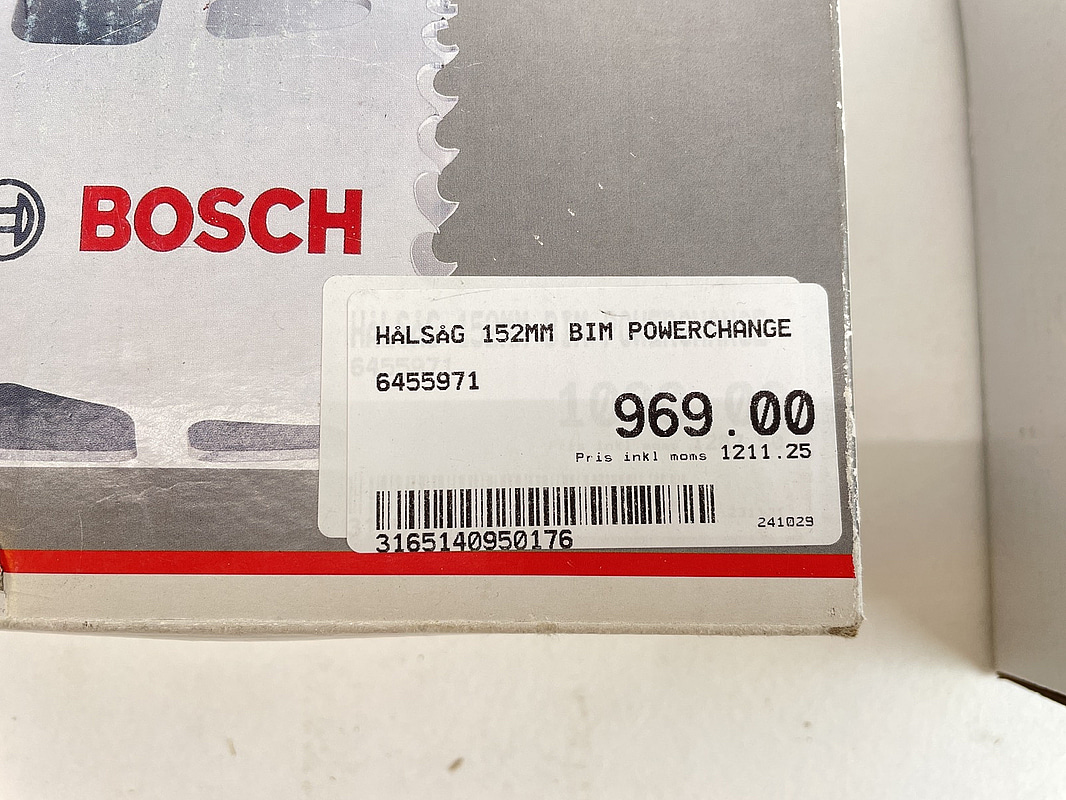 BOSCH
HÅLSÅG 152MM BIM POWERCHANGE
6455971
969.00
Pris inkl moms 1211.25
241029
3165140950176